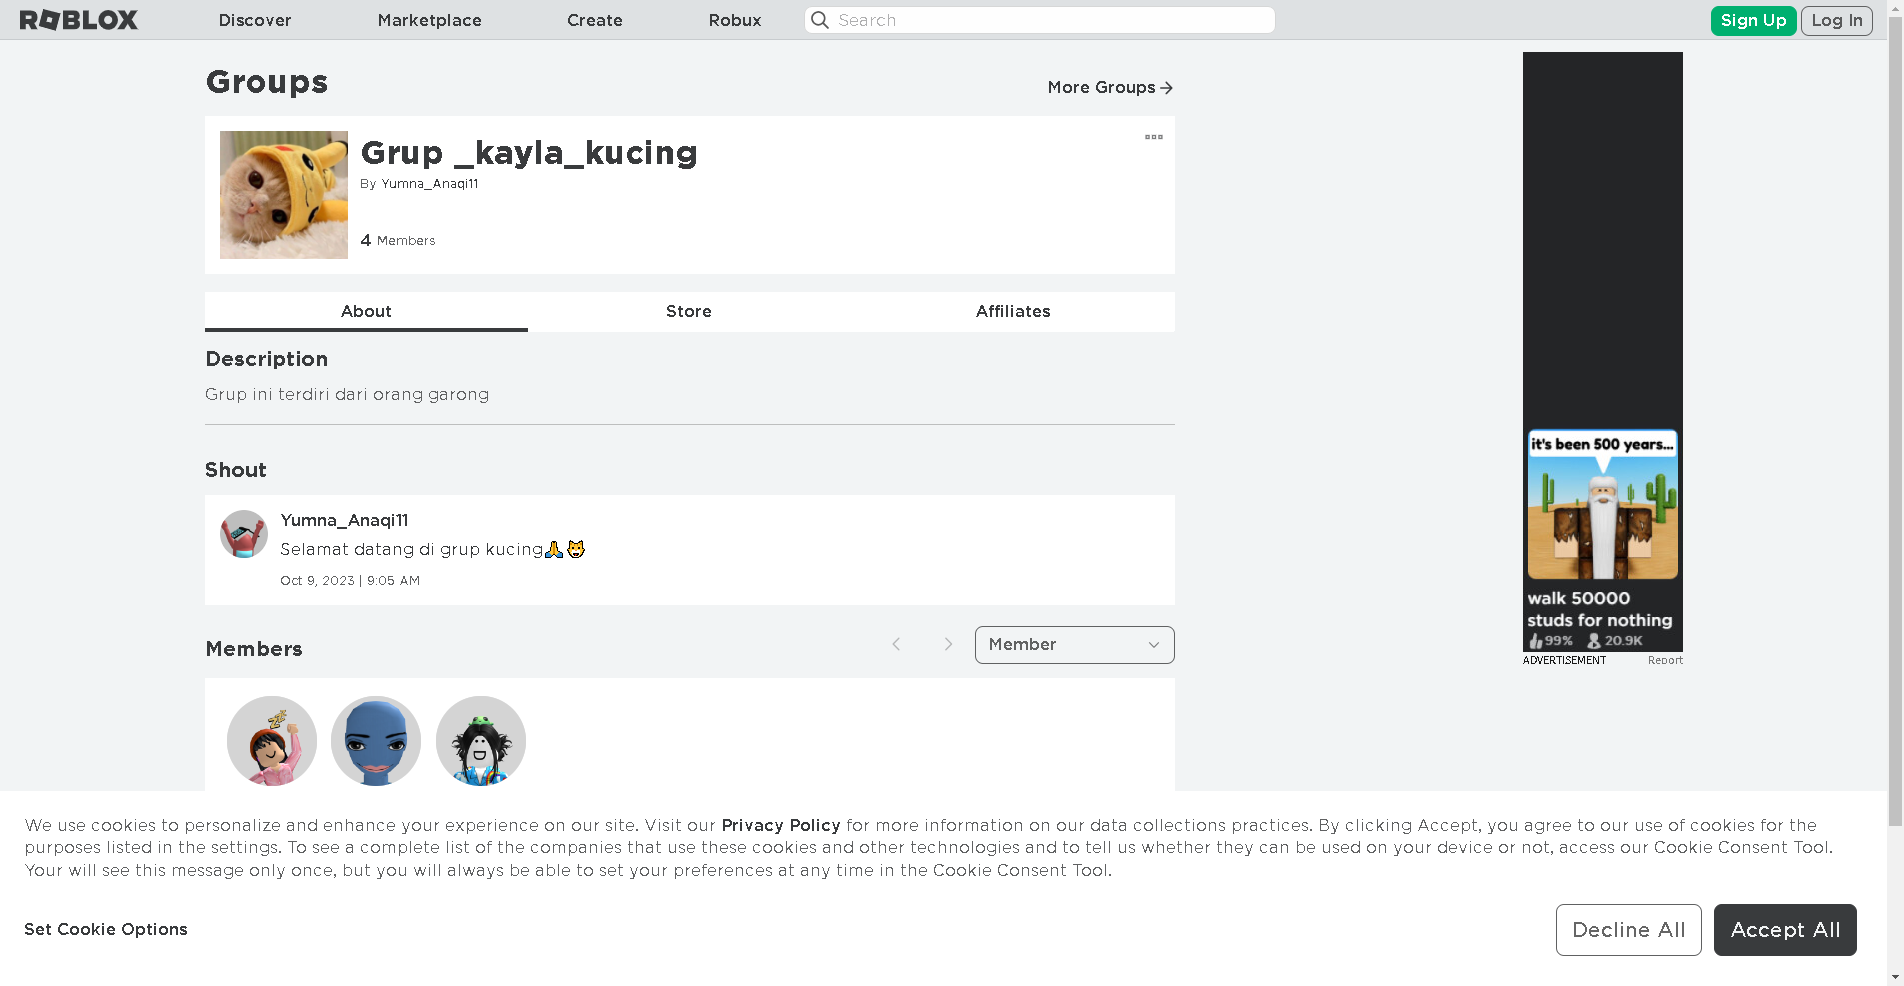 ROBLOX
Discover
Marketplace
Create
Robux
Search
Sign Up
Log In
Groups
More Groups
Grup _kayla_kucing
By Yumna_Anaqi11
4 Members
About
Store
Affiliates
Description
Grup ini terdiri dari orang garong
Shout
Yumna_Anaqi11
Selamat datang di grup kucing🙏😺
Oct 9, 2023 | 9:05 AM
Members
Member
it's been 500 years...
walk 50000
studs for nothing
99% 20.9K
ADVERTISEMENT
Report
We use cookies to personalize and enhance your experience on our site. Visit our Privacy Policy for more information on our data collections practices. By clicking Accept, you agree to our use of cookies for the
purposes listed in the settings. To see a complete list of the companies that use these cookies and other technologies and to tell us whether they can be used on your device or not, access our Cookie Consent Tool.
Your will see this message only once, but you will always be able to set your preferences at any time in the Cookie Consent Tool.
Set Cookie Options
Decline All
Accept All